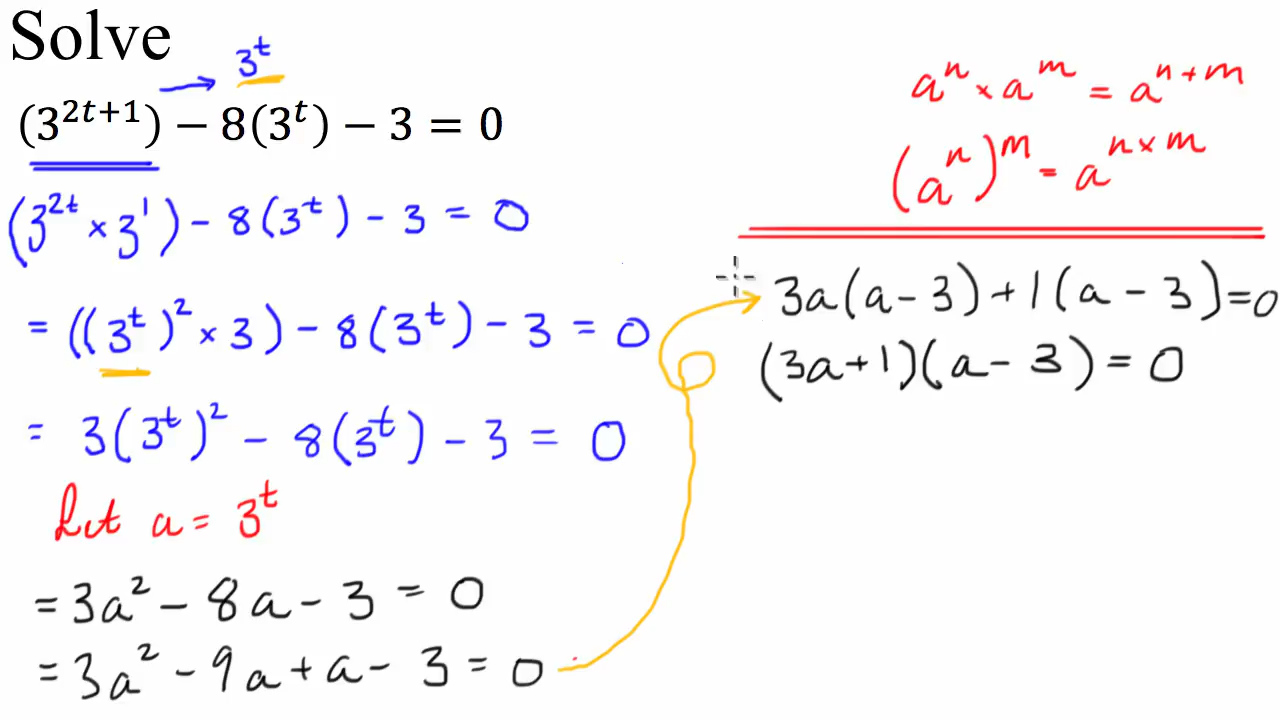 Solve
→ 3^t
(3^{2t+1}) − 8(3^t) − 3 = 0
(3^{2t} × 3^1) − 8(3^t) − 3 = 0
= ((3^t)^2 × 3) − 8(3^t) − 3 = 0
= 3(3^t)^2 − 8(3^t) − 3 = 0
Let a = 3^t
= 3a^2 − 8a − 3 = 0
= 3a^2 − 9a + a − 3 = 0
a^n × a^m = a^{n+m}
(a^n)^m = a^{n×m}
3a(a − 3) + 1(a − 3) = 0
(3a + 1)(a − 3) = 0